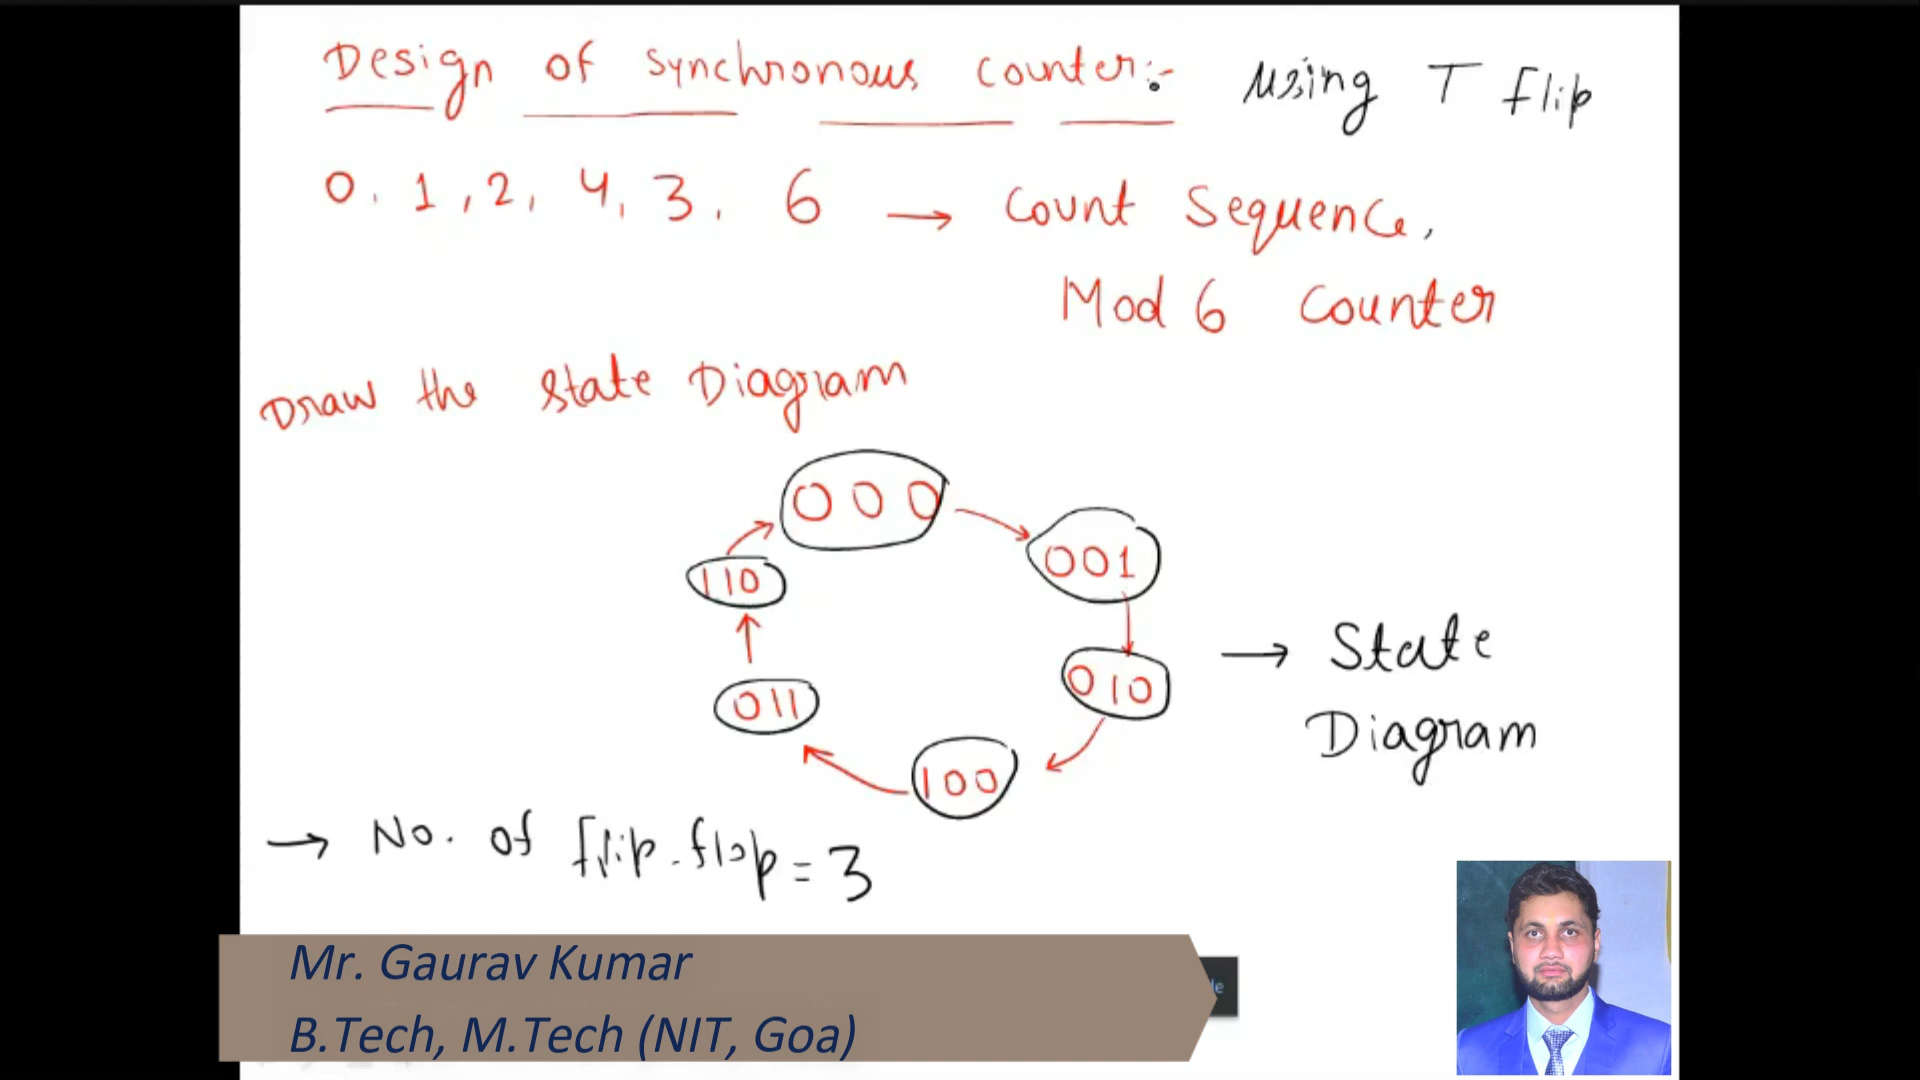 Design of Synchronous Counter:- using T flip
0, 1, 2, 4, 3, 6 → Count Sequence,
Mod 6 Counter
Draw the State Diagram
000
001
110
010
011
100
→ State
Diagram
→ No. of flip-flop = 3
Mr. Gaurav Kumar
B.Tech, M.Tech (NIT, Goa)